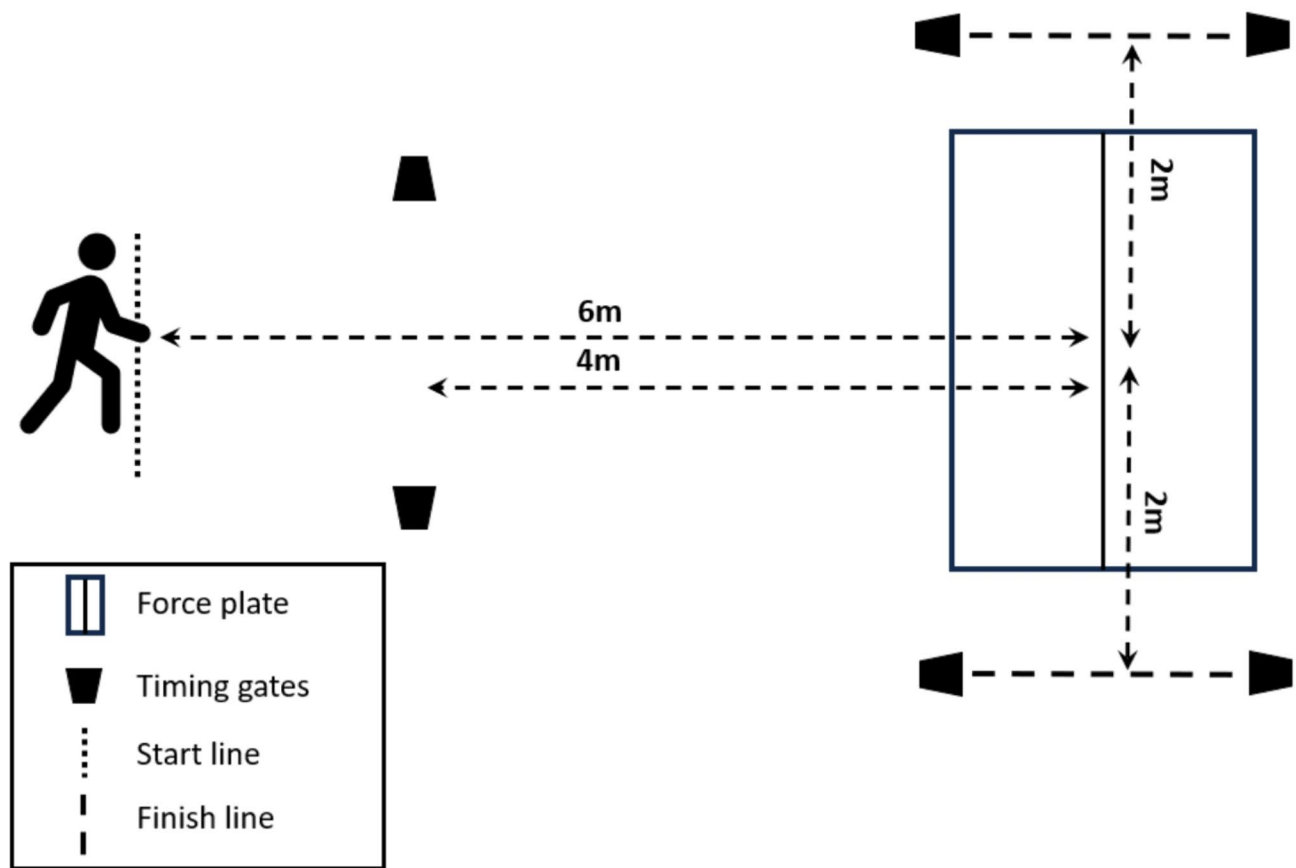 2m
6m
4m
2m
Force plate
Timing gates
Start line
Finish line